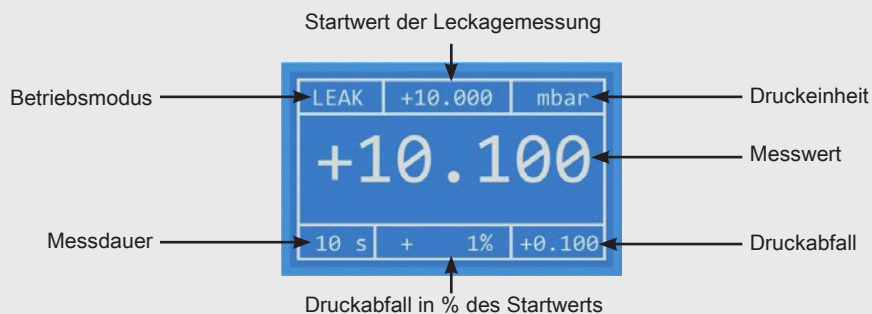 Startwert der Leckagemessung
Betriebsmodus
LEAK +10.000 mbar
Druckeinheit
+10.100
Messwert
Messdauer
10 s + 1% +0.100
Druckabfall
Druckabfall in % des Startwerts